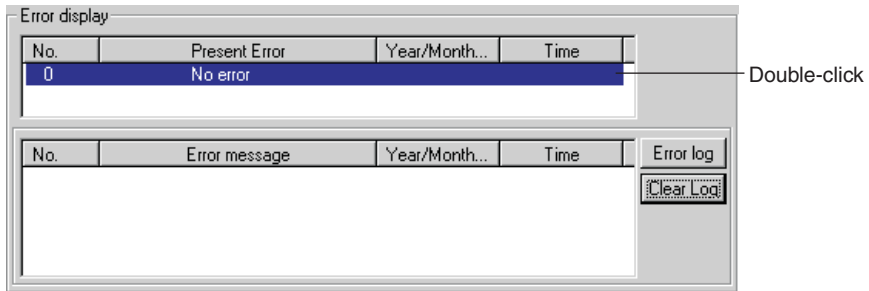 Error display
No. Present Error Year/Month... Time
0 No error
Double-click
No. Error message Year/Month... Time
Error log
Clear Log